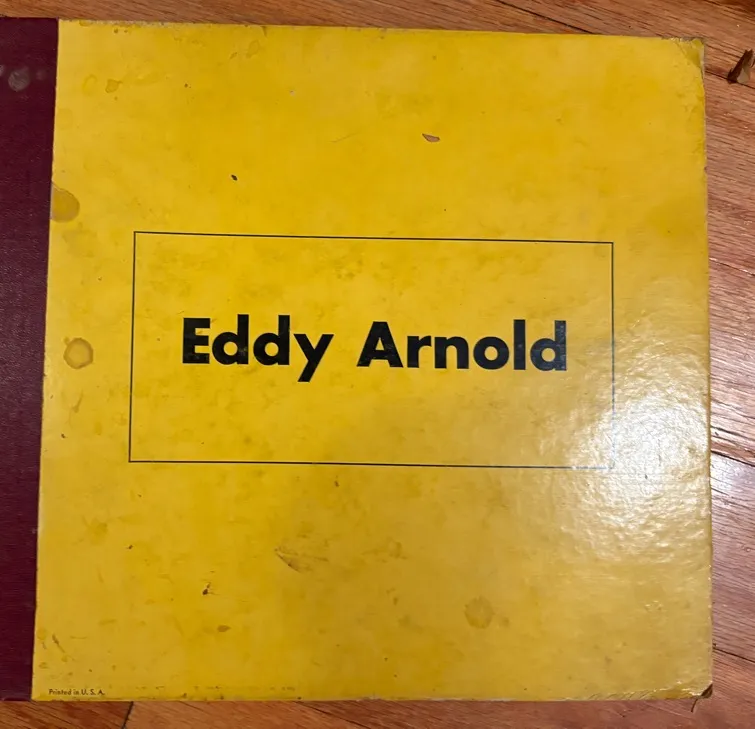 Eddy Arnold
Printed in U. S. A.